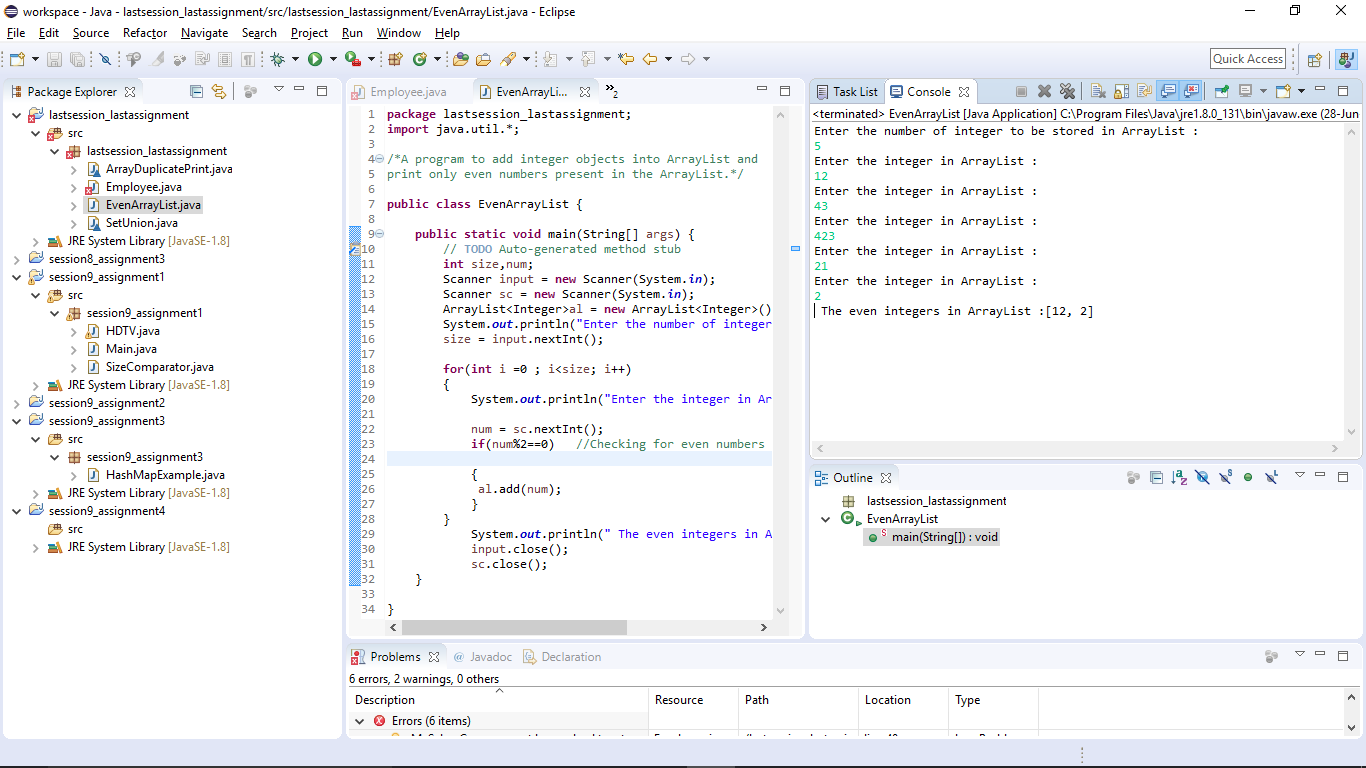 workspace - Java - lastsession_lastassignment/src/lastsession_lastassignment/EvenArrayList.java - Eclipse
File Edit Source Refactor Navigate Search Project Run Window Help
Quick Access
Package Explorer
lastsession_lastassignment
src
lastsession_lastassignment
ArrayDuplicatePrint.java
Employee.java
EvenArrayList.java
SetUnion.java
JRE System Library [JavaSE-1.8]
session8_assignment3
session9_assignment1
src
session9_assignment1
HDTV.java
Main.java
SizeComparator.java
JRE System Library [JavaSE-1.8]
session9_assignment2
session9_assignment3
src
session9_assignment3
HashMapExample.java
JRE System Library [JavaSE-1.8]
session9_assignment4
src
JRE System Library [JavaSE-1.8]
Employee.java EvenArrayLi... »2
1 package lastsession_lastassignment;
2 import java.util.*;
3
4 /*A program to add integer objects into ArrayList and
5 print only even numbers present in the ArrayList.*/
6
7 public class EvenArrayList {
8
9 public static void main(String[] args) {
10 // TODO Auto-generated method stub
11 int size,num;
12 Scanner input = new Scanner(System.in);
13 Scanner sc = new Scanner(System.in);
14 ArrayList<Integer>al = new ArrayList<Integer>()
15 System.out.println("Enter the number of integer
16 size = input.nextInt();
17
18 for(int i =0 ; i<size; i++)
19 {
20 System.out.println("Enter the integer in Ar
21
22 num = sc.nextInt();
23 if(num%2==0) //Checking for even numbers
24
25 {
26 al.add(num);
27 }
28 }
29 System.out.println(" The even integers in A
30 input.close();
31 sc.close();
32 }
33
34 }
Task List Console
<terminated> EvenArrayList [Java Application] C:\Program Files\Java\jre1.8.0_131\bin\javaw.exe (28-Jun
Enter the number of integer to be stored in ArrayList :
5
Enter the integer in ArrayList :
12
Enter the integer in ArrayList :
43
Enter the integer in ArrayList :
423
Enter the integer in ArrayList :
21
Enter the integer in ArrayList :
2
The even integers in ArrayList :[12, 2]
Outline
lastsession_lastassignment
EvenArrayList
main(String[]) : void
Problems @ Javadoc Declaration
6 errors, 2 warnings, 0 others
Description Resource Path Location Type
Errors (6 items)